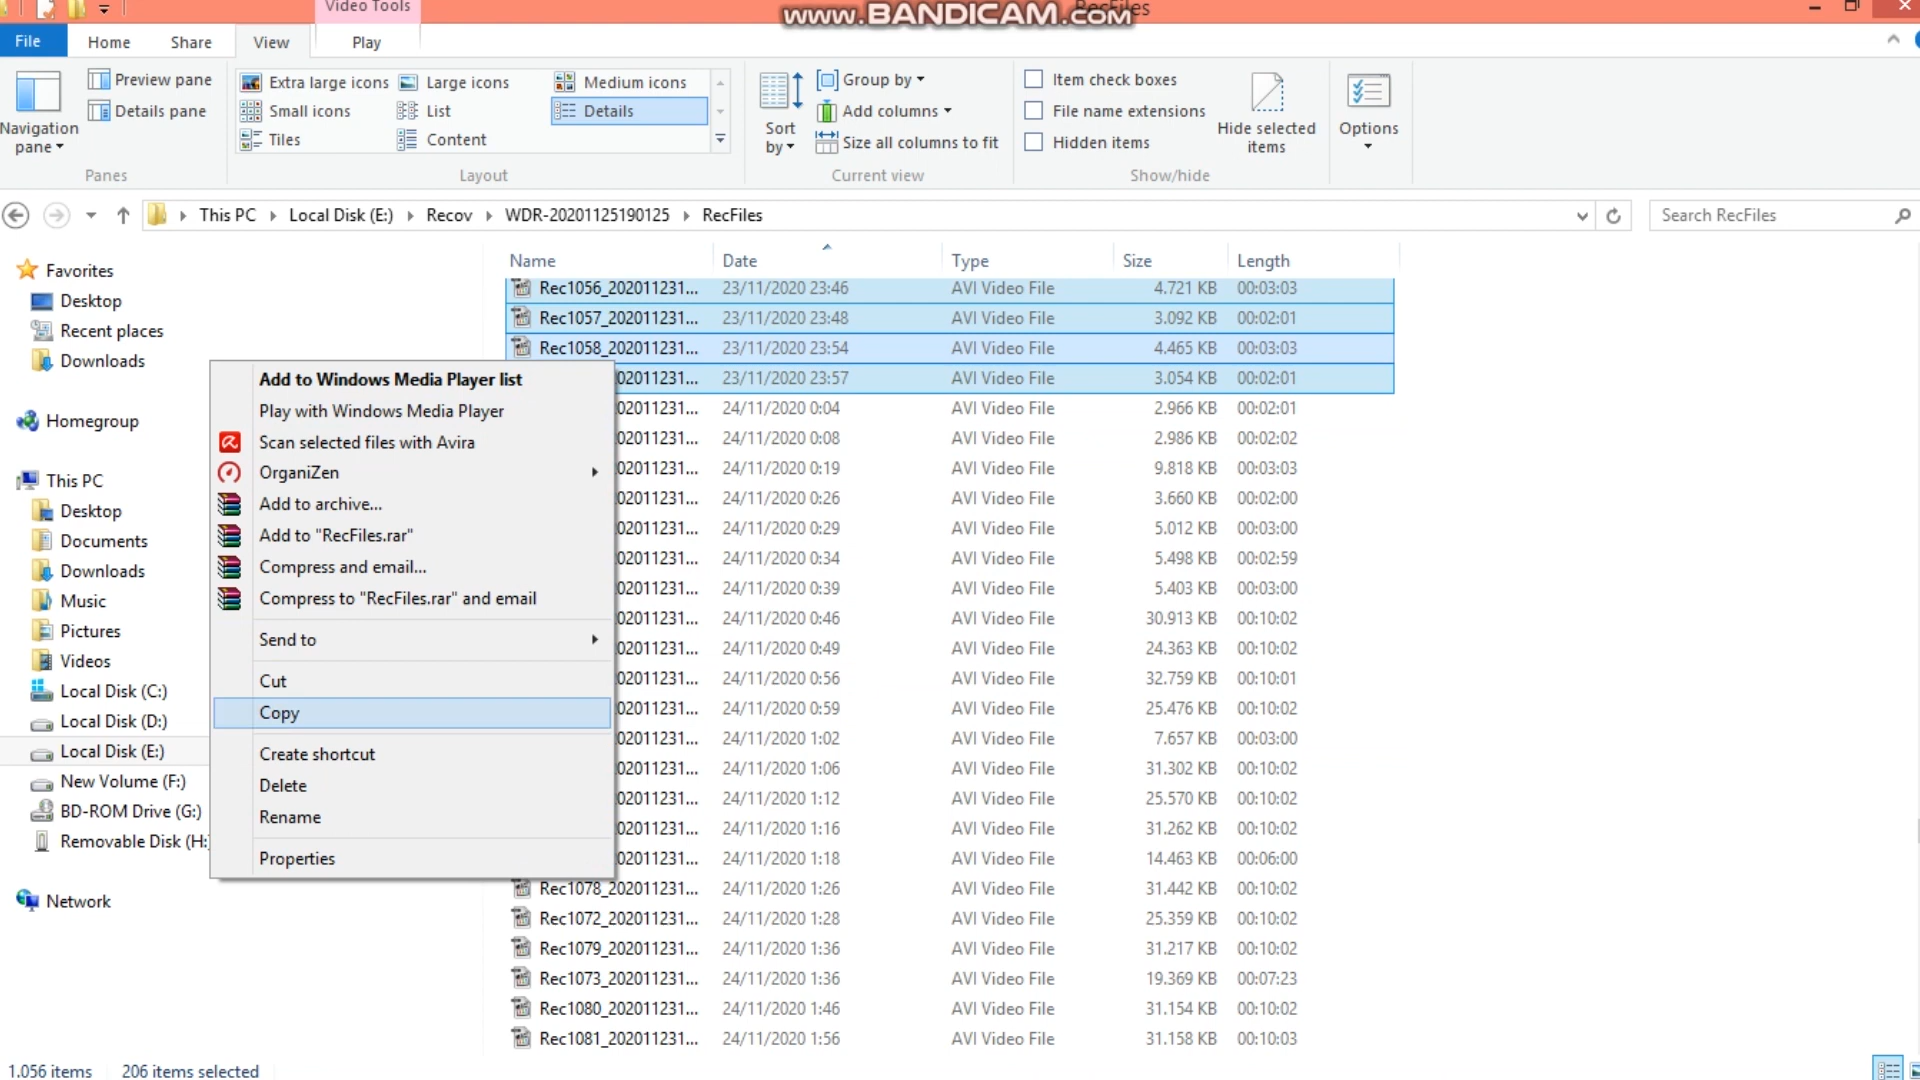 Video Tools
www.BANDICAM.com
RecFiles
File
Home
Share
View
Play
Navigation pane
Preview pane
Details pane
Panes
Extra large icons
Large icons
Medium icons
Small icons
List
Details
Tiles
Content
Layout
Sort by
Group by
Add columns
Size all columns to fit
Current view
Item check boxes
File name extensions
Hidden items
Hide selected items
Show/hide
Options
This PC
Local Disk (E:)
Recov
WDR-20201125190125
RecFiles
Search RecFiles
Favorites
Desktop
Recent places
Downloads
Homegroup
This PC
Desktop
Documents
Downloads
Music
Pictures
Videos
Local Disk (C:)
Local Disk (D:)
Local Disk (E:)
New Volume (F:)
BD-ROM Drive (G:)
Removable Disk (H:
Network
Add to Windows Media Player list
Play with Windows Media Player
Scan selected files with Avira
OrganiZen
Add to archive...
Add to "RecFiles.rar"
Compress and email...
Compress to "RecFiles.rar" and email
Send to
Cut
Copy
Create shortcut
Delete
Rename
Properties
Name Date Type Size Length
Rec1056_202011231... 23/11/2020 23:46 AVI Video File 4.721 KB 00:03:03
Rec1057_202011231... 23/11/2020 23:48 AVI Video File 3.092 KB 00:02:01
Rec1058_202011231... 23/11/2020 23:54 AVI Video File 4.465 KB 00:03:03
02011231... 23/11/2020 23:57 AVI Video File 3.054 KB 00:02:01
02011231... 24/11/2020 0:04 AVI Video File 2.966 KB 00:02:01
02011231... 24/11/2020 0:08 AVI Video File 2.986 KB 00:02:02
02011231... 24/11/2020 0:19 AVI Video File 9.818 KB 00:03:03
02011231... 24/11/2020 0:26 AVI Video File 3.660 KB 00:02:00
02011231... 24/11/2020 0:29 AVI Video File 5.012 KB 00:03:00
02011231... 24/11/2020 0:34 AVI Video File 5.498 KB 00:02:59
02011231... 24/11/2020 0:39 AVI Video File 5.403 KB 00:03:00
02011231... 24/11/2020 0:46 AVI Video File 30.913 KB 00:10:02
02011231... 24/11/2020 0:49 AVI Video File 24.363 KB 00:10:02
02011231... 24/11/2020 0:56 AVI Video File 32.759 KB 00:10:01
02011231... 24/11/2020 0:59 AVI Video File 25.476 KB 00:10:02
02011231... 24/11/2020 1:02 AVI Video File 7.657 KB 00:03:00
02011231... 24/11/2020 1:06 AVI Video File 31.302 KB 00:10:02
02011231... 24/11/2020 1:12 AVI Video File 25.570 KB 00:10:02
02011231... 24/11/2020 1:16 AVI Video File 31.262 KB 00:10:02
02011231... 24/11/2020 1:18 AVI Video File 14.463 KB 00:06:00
Rec1078_202011231... 24/11/2020 1:26 AVI Video File 31.442 KB 00:10:02
Rec1072_202011231... 24/11/2020 1:28 AVI Video File 25.359 KB 00:10:02
Rec1079_202011231... 24/11/2020 1:36 AVI Video File 31.217 KB 00:10:02
Rec1073_202011231... 24/11/2020 1:36 AVI Video File 19.369 KB 00:07:23
Rec1080_202011231... 24/11/2020 1:46 AVI Video File 31.154 KB 00:10:02
Rec1081_202011231... 24/11/2020 1:56 AVI Video File 31.158 KB 00:10:03
1.056 items 206 items selected